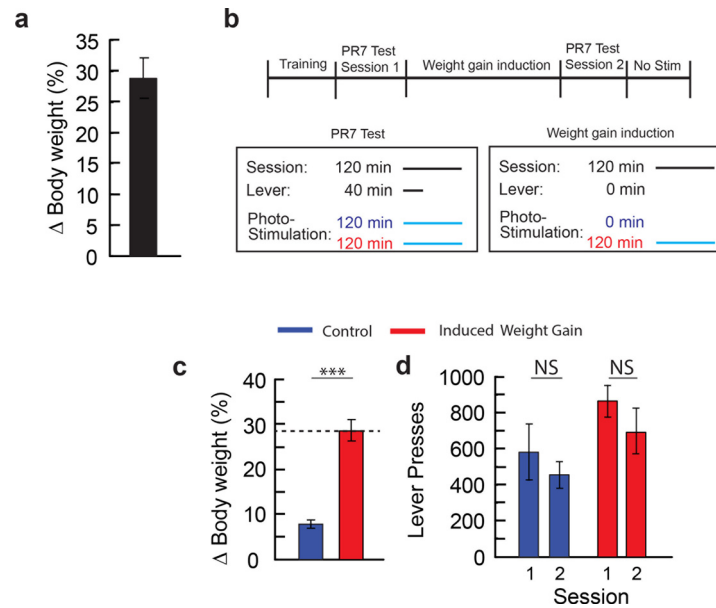 a
Δ Body weight (%)
35
30
25
20
15
10
5
0
b
Training
PR7 Test
Session 1
Weight gain induction
PR7 Test
Session 2
No Stim
PR7 Test
Session: 120 min
Lever: 40 min
Photo-
Stimulation:
120 min
120 min
Weight gain induction
Session: 120 min
Lever: 0 min
Photo-
Stimulation:
0 min
120 min
Control
Induced Weight Gain
c
***
Δ Body weight (%)
40
30
20
10
0
d
NS
NS
Lever Presses
1000
800
600
400
200
0
1 2 1 2
Session